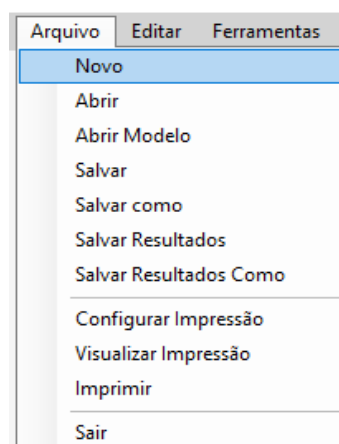 Arquivo Editar Ferramentas
Novo
Abrir
Abrir Modelo
Salvar
Salvar como
Salvar Resultados
Salvar Resultados Como
Configurar Impressão
Visualizar Impressão
Imprimir
Sair